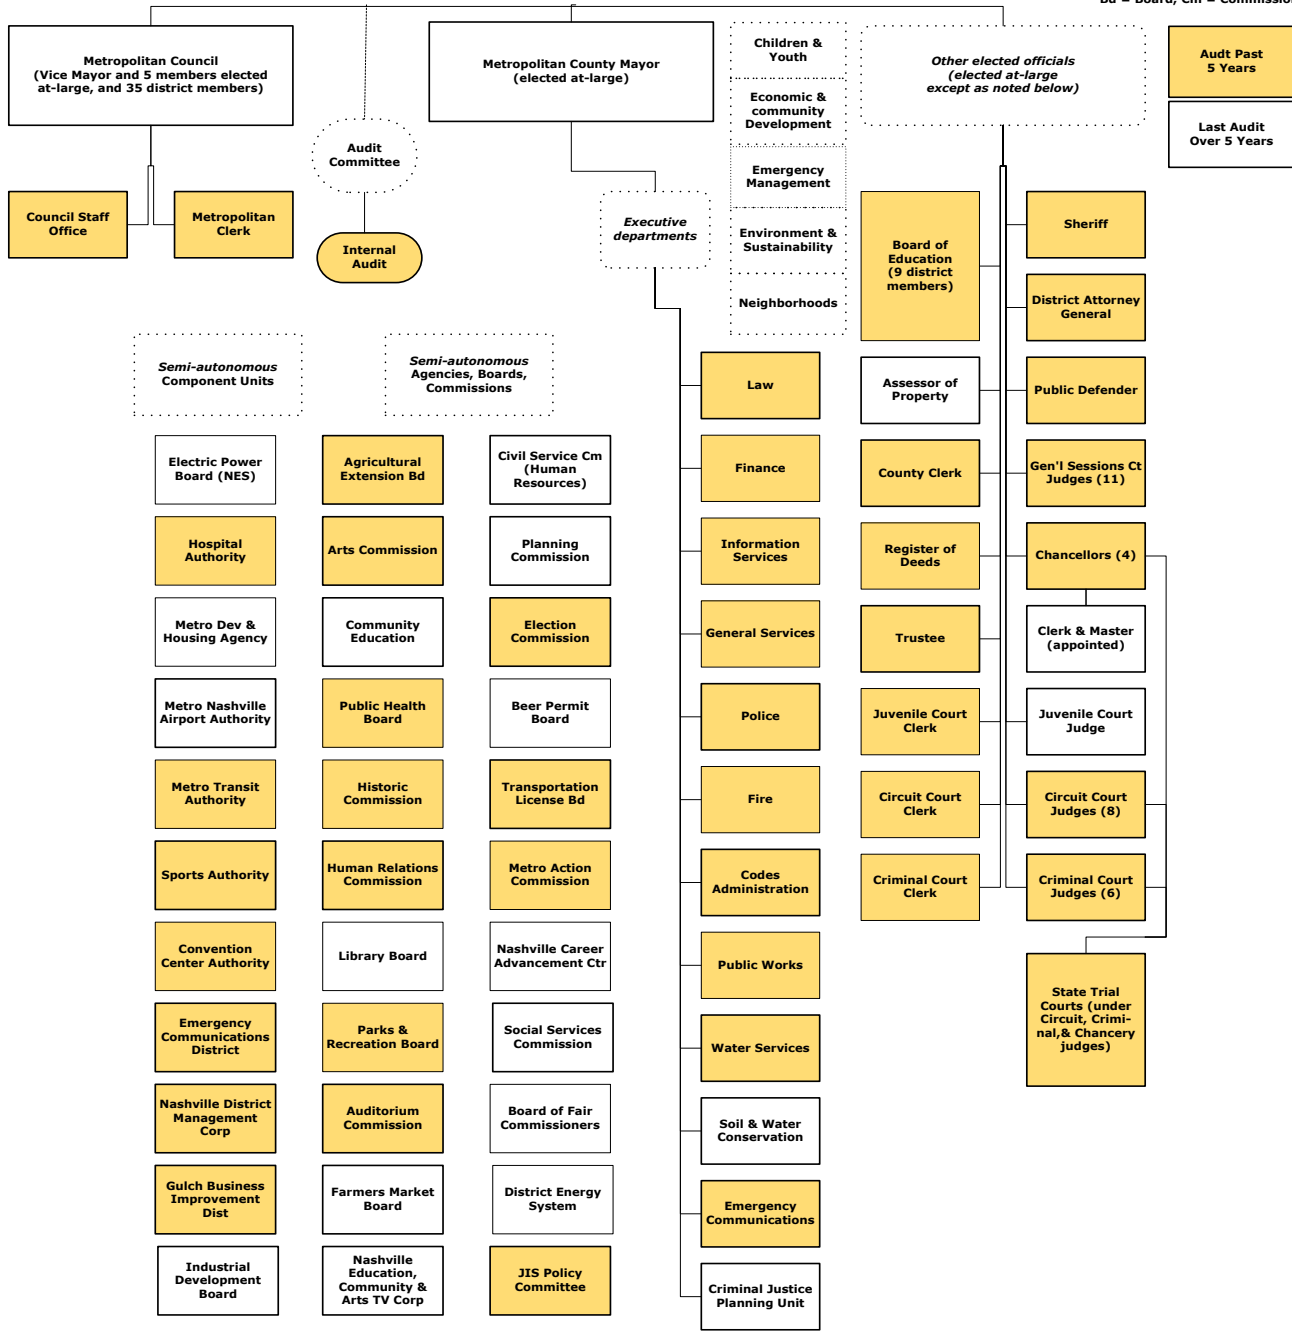 Bd = Board, Cm = Commission
Metropolitan Council
(Vice Mayor and 5 members elected
at-large, and 35 district members)
Metropolitan County Mayor
(elected at-large)
Children &
Youth
Economic &
community
Development
Emergency
Management
Environment &
Sustainability
Neighborhoods
Other elected officials
(elected at-large
except as noted below)
Audt Past
5 Years
Last Audit
Over 5 Years
Audit
Committee
Council Staff
Office
Metropolitan
Clerk
Internal
Audit
Executive
departments
Board of
Education
(9 district
members)
Sheriff
District Attorney
General
Semi-autonomous
Component Units
Semi-autonomous
Agencies, Boards,
Commissions
Law
Assessor of
Property
Public Defender
Electric Power
Board (NES)
Agricultural
Extension Bd
Civil Service Cm
(Human
Resources)
Finance
County Clerk
Gen'l Sessions Ct
Judges (11)
Hospital
Authority
Arts Commission
Planning
Commission
Information
Services
Register of
Deeds
Chancellors (4)
Metro Dev &
Housing Agency
Community
Education
Election
Commission
General Services
Trustee
Clerk & Master
(appointed)
Metro Nashville
Airport Authority
Public Health
Board
Beer Permit
Board
Police
Juvenile Court
Clerk
Juvenile Court
Judge
Metro Transit
Authority
Historic
Commission
Transportation
License Bd
Fire
Circuit Court
Clerk
Circuit Court
Judges (8)
Sports Authority
Human Relations
Commission
Metro Action
Commission
Codes
Administration
Criminal Court
Clerk
Criminal Court
Judges (6)
Convention
Center Authority
Library Board
Nashville Career
Advancement Ctr
Public Works
State Trial
Courts (under
Circuit, Crimi-
nal,& Chancery
judges)
Emergency
Communications
District
Parks &
Recreation Board
Social Services
Commission
Water Services
Nashville District
Management
Corp
Auditorium
Commission
Board of Fair
Commissioners
Soil & Water
Conservation
Gulch Business
Improvement
Dist
Farmers Market
Board
District Energy
System
Emergency
Communications
Industrial
Development
Board
Nashville
Education,
Community &
Arts TV Corp
JIS Policy
Committee
Criminal Justice
Planning Unit